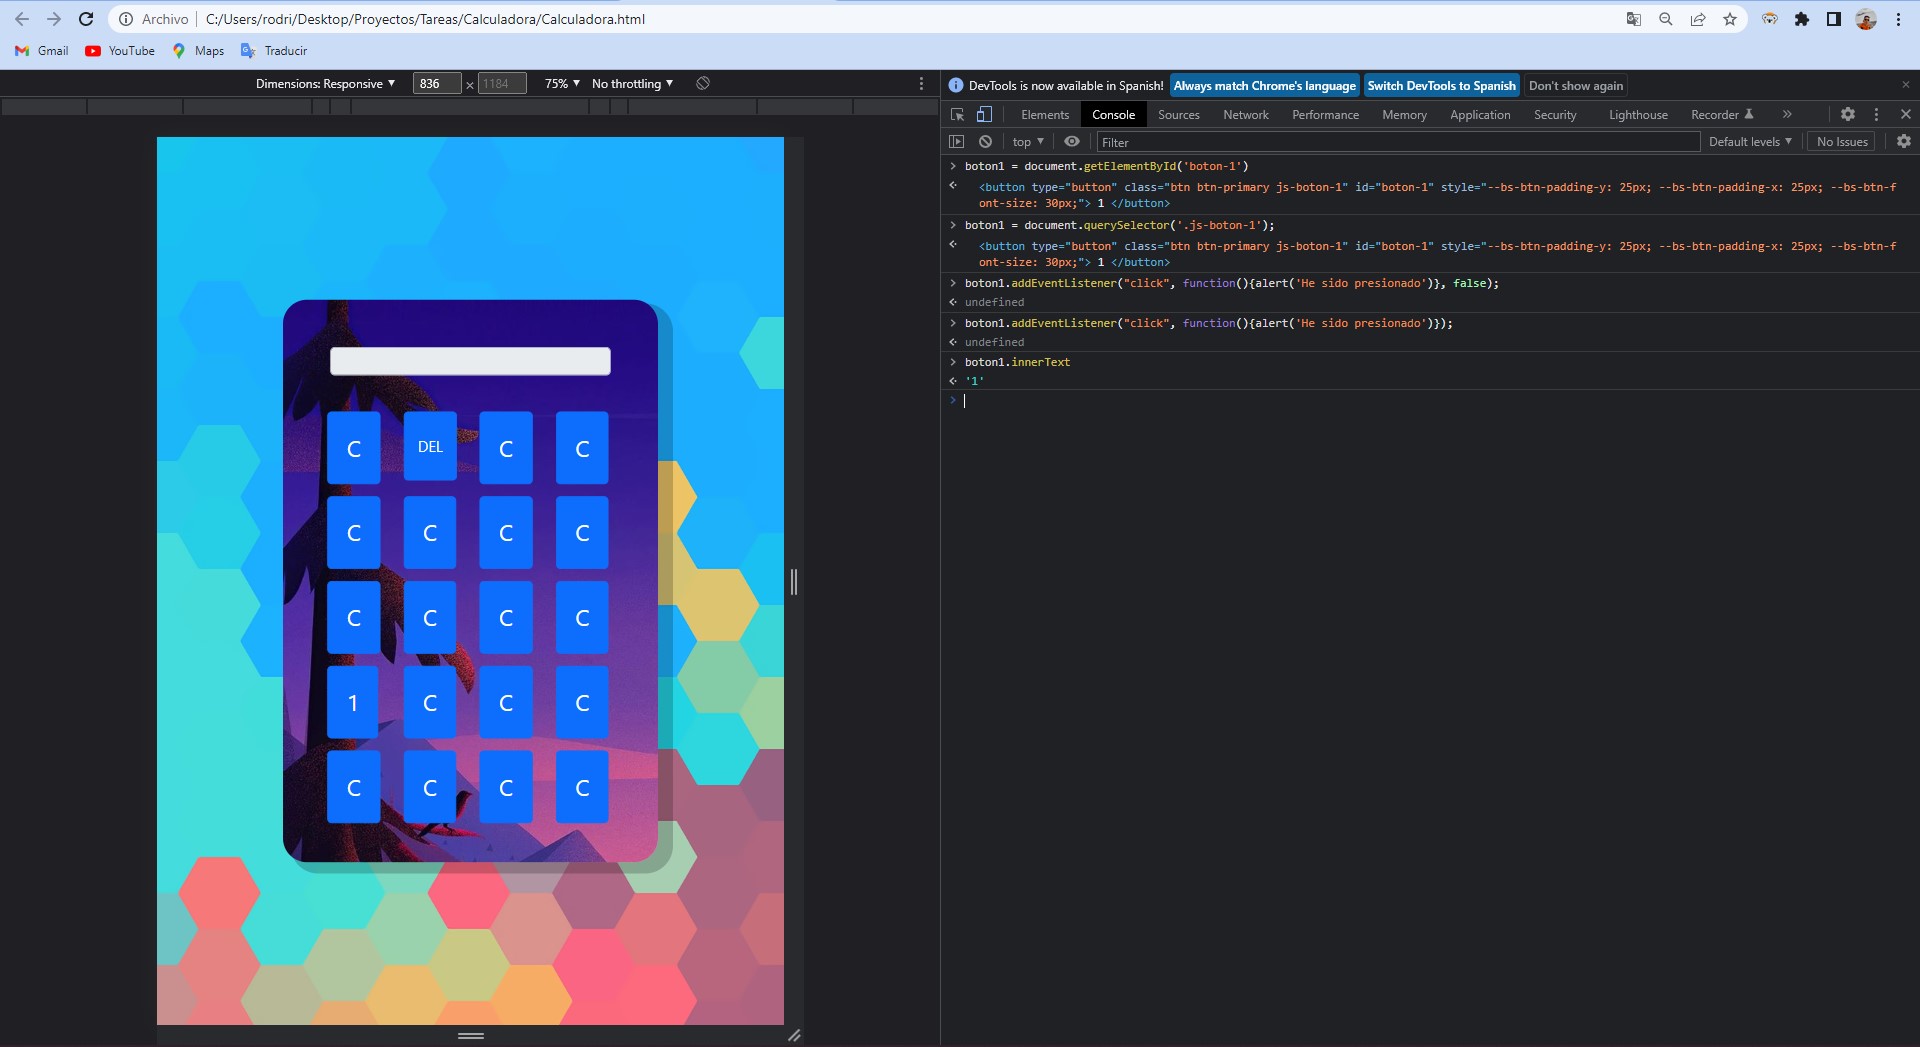 Archivo C:/Users/rodri/Desktop/Proyectos/Tareas/Calculadora/Calculadora.html
Gmail YouTube Maps Traducir
Dimensions: Responsive ▼ 836 × 1184 75% ▼ No throttling ▼
DevTools is now available in Spanish! Always match Chrome's language Switch DevTools to Spanish Don't show again ×
Elements Console Sources Network Performance Memory Application Security Lighthouse Recorder »
top ▼ Filter Default levels ▼ No Issues
> boton1 = document.getElementById('boton-1')
<button type="button" class="btn btn-primary js-boton-1" id="boton-1" style="--bs-btn-padding-y: 25px; --bs-btn-padding-x: 25px; --bs-btn-f
ont-size: 30px;"> 1 </button>
> boton1 = document.querySelector('.js-boton-1');
<button type="button" class="btn btn-primary js-boton-1" id="boton-1" style="--bs-btn-padding-y: 25px; --bs-btn-padding-x: 25px; --bs-btn-f
ont-size: 30px;"> 1 </button>
> boton1.addEventListener("click", function(){alert('He sido presionado')}, false);
undefined
> boton1.addEventListener("click", function(){alert('He sido presionado')});
undefined
> boton1.innerText
'1'
>
C DEL C C
C C C C
C C C C
1 C C C
C C C C